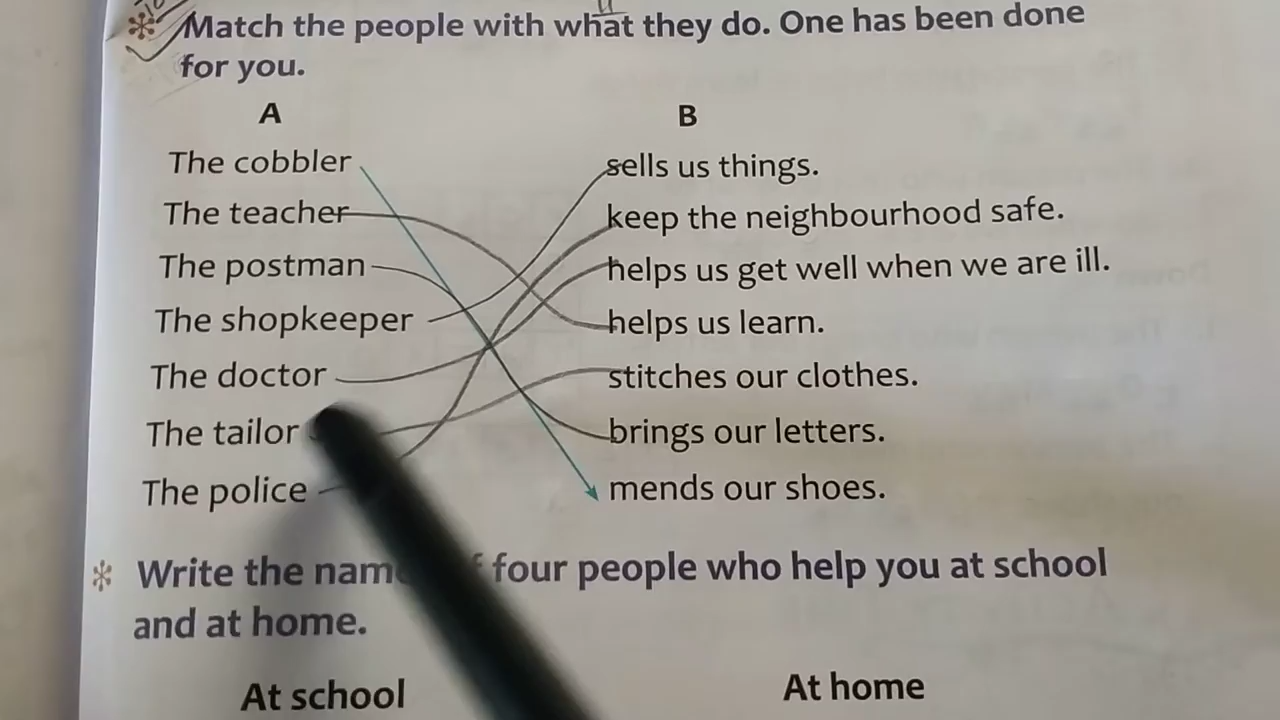 Match the people with what they do. One has been done
for you.
A B
The cobbler sells us things.
The teacher keep the neighbourhood safe.
The postman helps us get well when we are ill.
The shopkeeper helps us learn.
The doctor stitches our clothes.
The tailor brings our letters.
The police mends our shoes.
Write the four people who help you at school
and at home.
At school At home